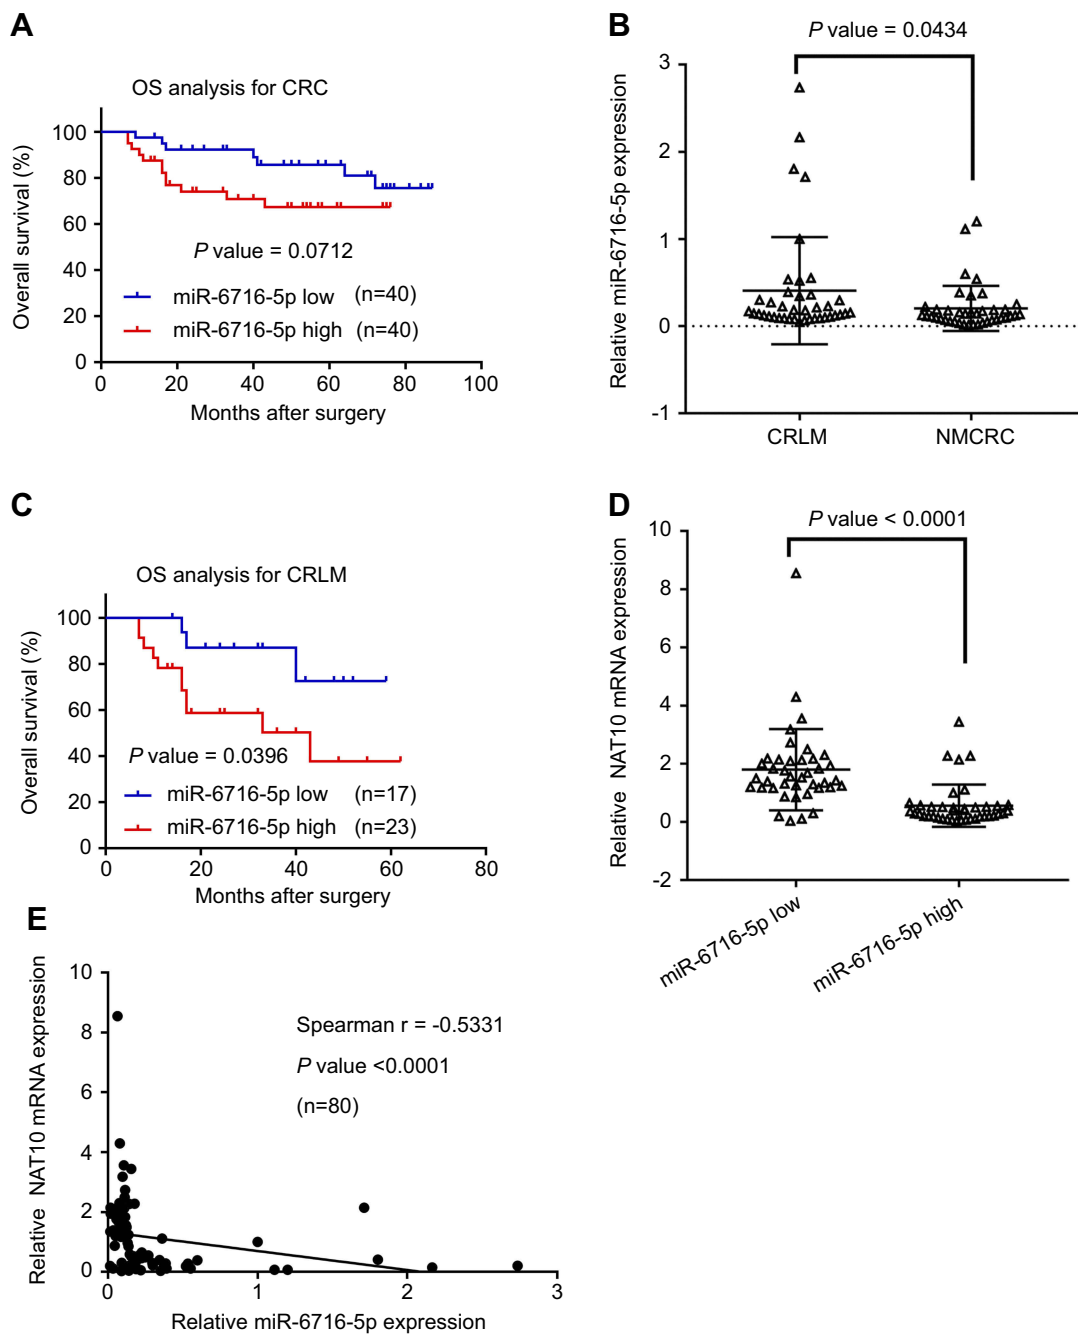 A
OS analysis for CRC
Overall survival (%)
100
80
60
40
20
0
P value = 0.0712
miR-6716-5p low (n=40)
miR-6716-5p high (n=40)
0 20 40 60 80 100
Months after surgery
B
P value = 0.0434
Relative miR-6716-5p expression
3
2
1
0
-1
CRLM NMCRC
C
OS analysis for CRLM
Overall survival (%)
100
80
60
40
20
0
P value = 0.0396
miR-6716-5p low (n=17)
miR-6716-5p high (n=23)
0 20 40 60 80
Months after surgery
D
P value < 0.0001
Relative NAT10 mRNA expression
10
8
6
4
2
0
-2
miR-6716-5p low
miR-6716-5p high
E
Relative NAT10 mRNA expression
10
8
6
4
2
0
Spearman r = -0.5331
P value <0.0001
(n=80)
0 1 2 3
Relative miR-6716-5p expression